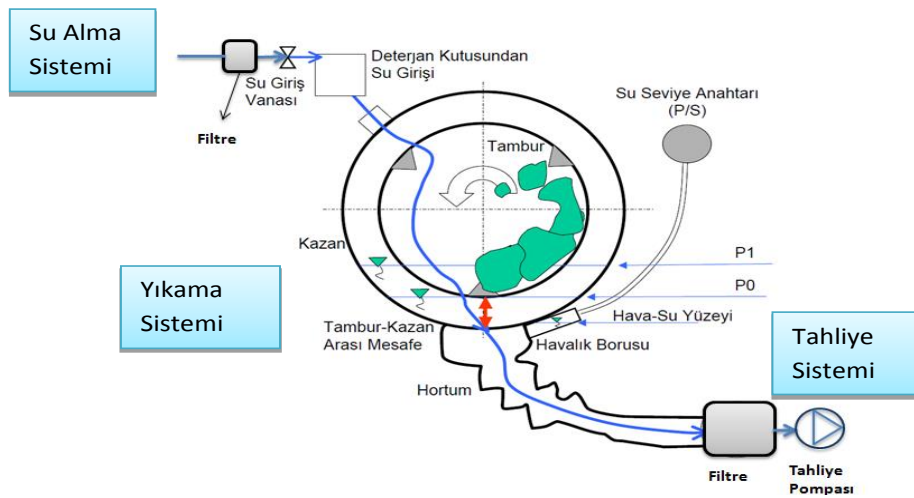 Su Alma
Sistemi
Deterjan Kutusundan
Su Girişi
Su Giriş
Vanası
Filtre
Su Seviye Anahtarı
(P/S)
Tambur
Kazan
P1
P0
Yıkama
Sistemi
Hava-Su Yüzeyi
Tambur-Kazan
Arası Mesafe
Havalık Borusu
Tahliye
Sistemi
Hortum
Filtre
Tahliye
Pompası